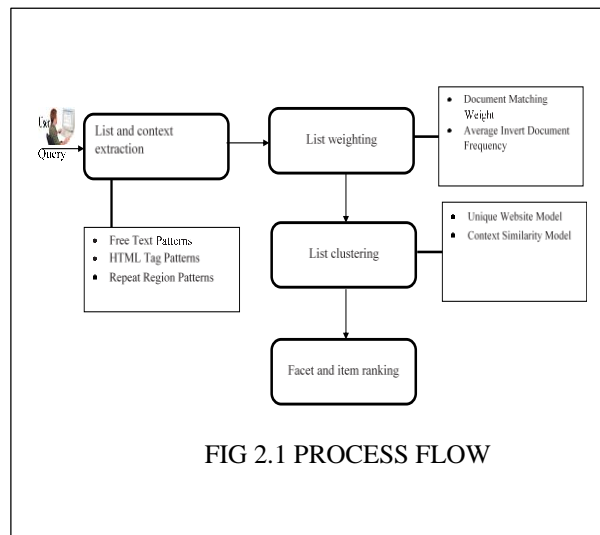 User
Query
List and context
extraction
List weighting
• Document Matching
Weight
• Average Invert Document
Frequency
• Free Text Patterns
• HTML Tag Patterns
• Repeat Region Patterns
List clustering
• Unique Website Model
• Context Similarity Model
Facet and item ranking
FIG 2.1 PROCESS FLOW